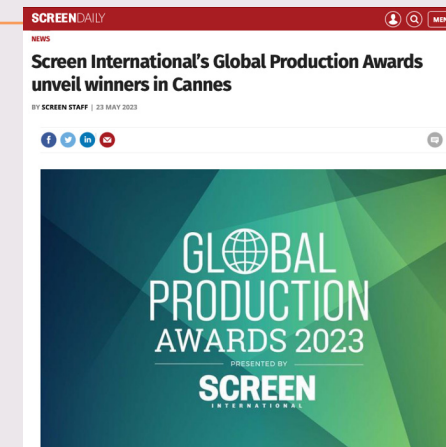 SCREENDAILY
NEWS
Screen International's Global Production Awards
unveil winners in Cannes
BY SCREEN STAFF | 23 MAY 2023
GLOBAL
PRODUCTION
AWARDS 2023
PRESENTED BY
SCREEN
INTERNATIONAL